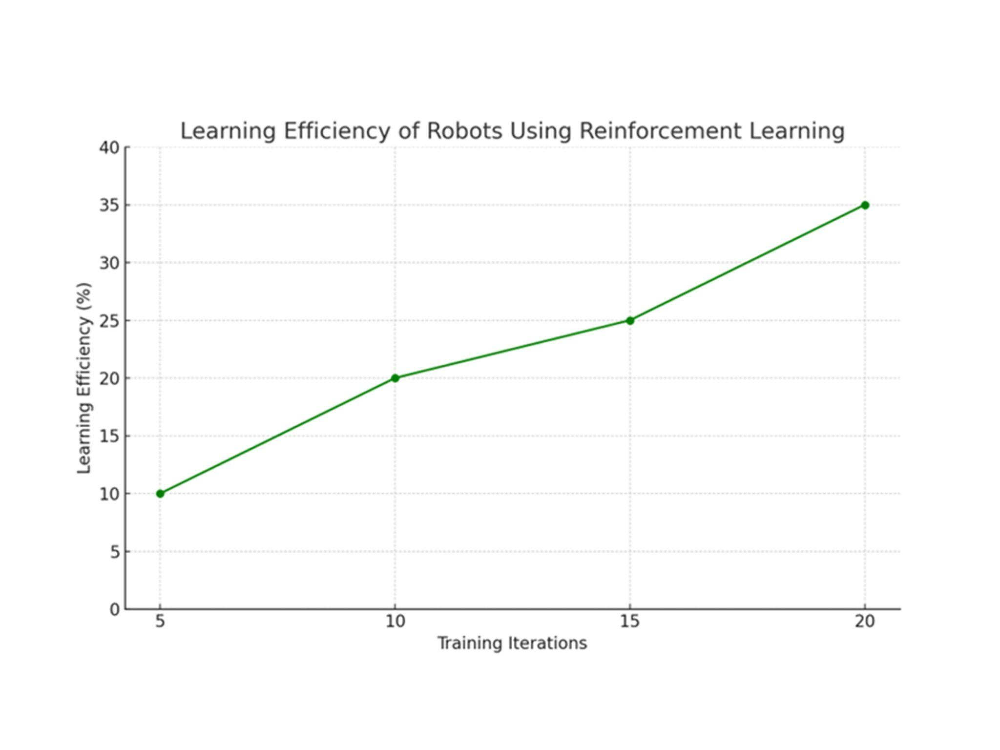 Learning Efficiency of Robots Using Reinforcement Learning
40
35
30
25
20
15
10
5
0
Learning Efficiency (%)
5 10 15 20
Training Iterations